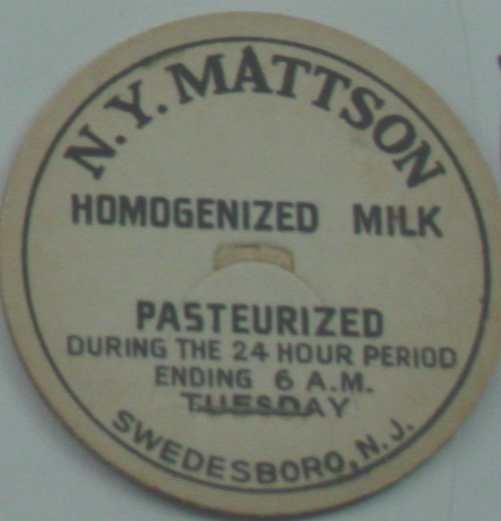 N.Y. MATTSON
HOMOGENIZED MILK
PASTEURIZED
DURING THE 24 HOUR PERIOD
ENDING 6 A.M.
TUESDAY
SWEDESBORO, N.J.